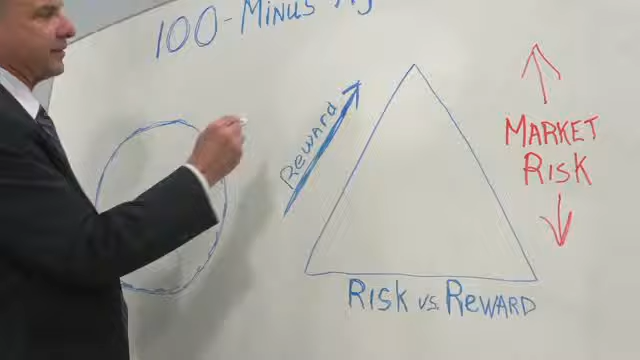 100-Minus
Reward
Market
Risk
Risk vs. Reward